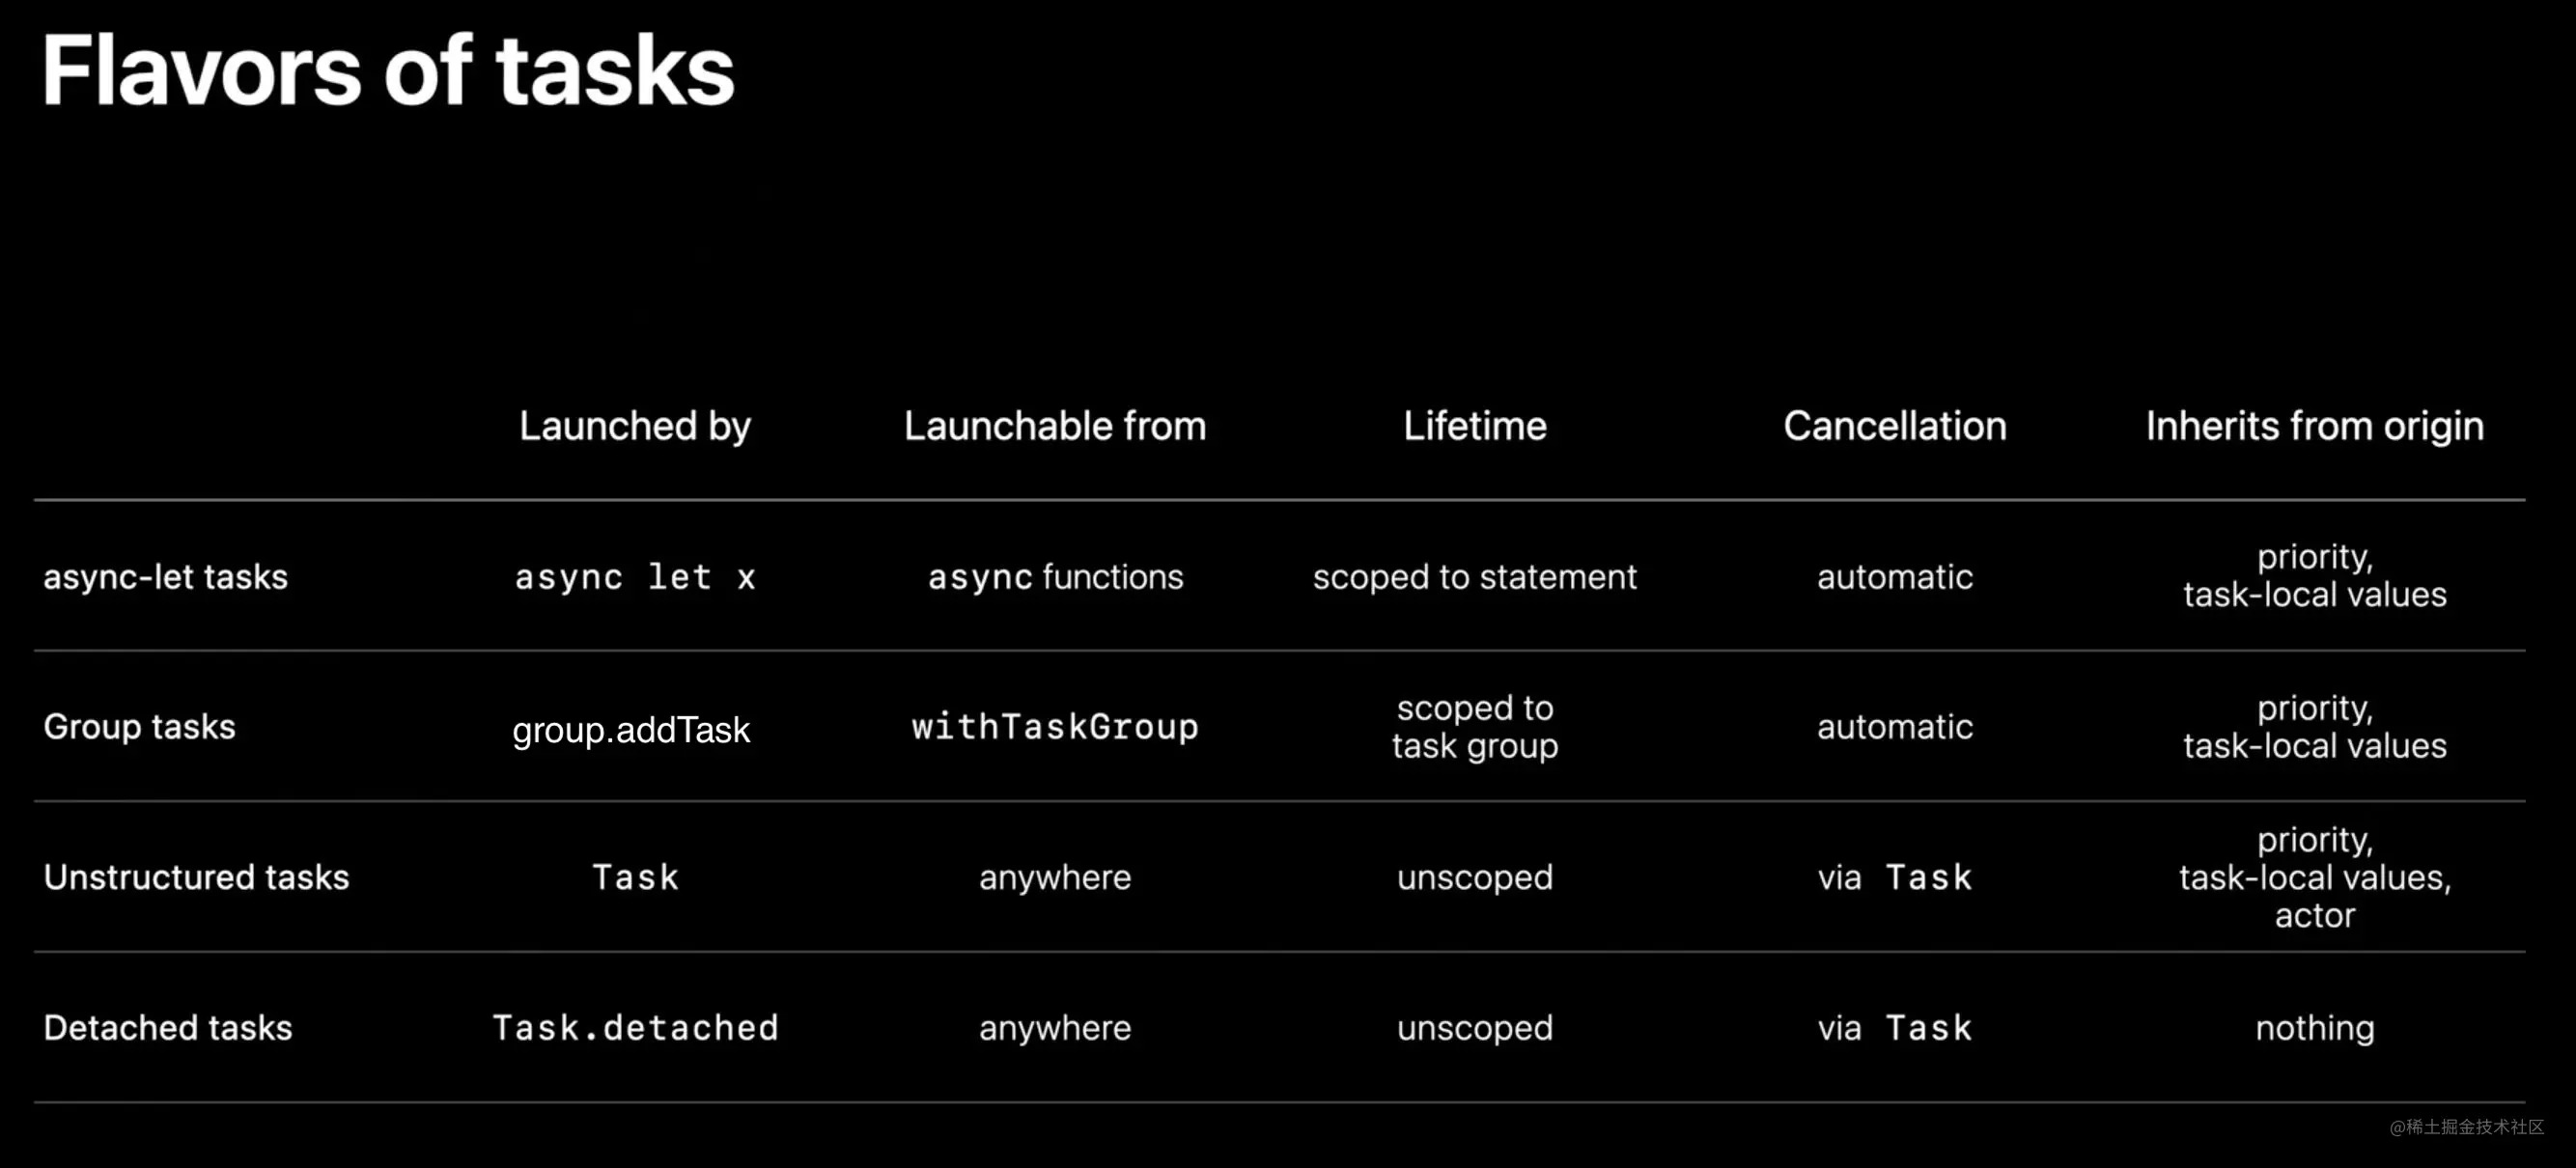 Flavors of tasks
Launched by Launchable from Lifetime Cancellation Inherits from origin
async-let tasks async let x async functions scoped to statement automatic priority, task-local values
Group tasks group.addTask withTaskGroup scoped to task group automatic priority, task-local values
Unstructured tasks Task anywhere unscoped via Task priority, task-local values, actor
Detached tasks Task.detached anywhere unscoped via Task nothing
@稀土掘金技术社区